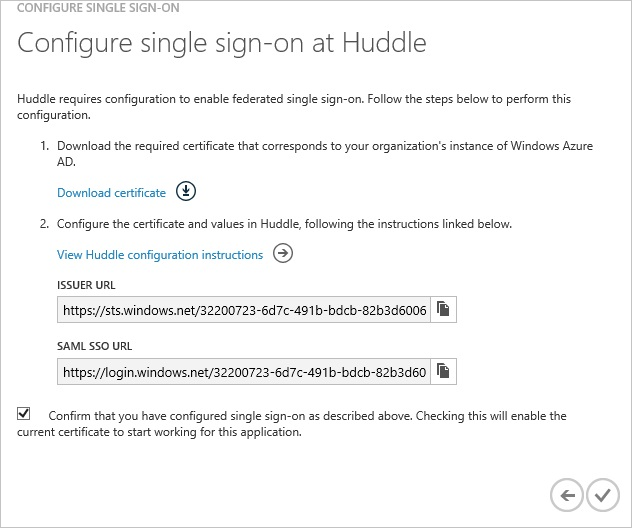 CONFIGURE SINGLE SIGN-ON
Configure single sign-on at Huddle
Huddle requires configuration to enable federated single sign-on. Follow the steps below to perform this
configuration.
1. Download the required certificate that corresponds to your organization's instance of Windows Azure
AD.
Download certificate
2. Configure the certificate and values in Huddle, following the instructions linked below.
View Huddle configuration instructions
ISSUER URL
https://sts.windows.net/32200723-6d7c-491b-bdcb-82b3d6006
SAML SSO URL
https://login.windows.net/32200723-6d7c-491b-bdcb-82b3d60
Confirm that you have configured single sign-on as described above. Checking this will enable the
current certificate to start working for this application.